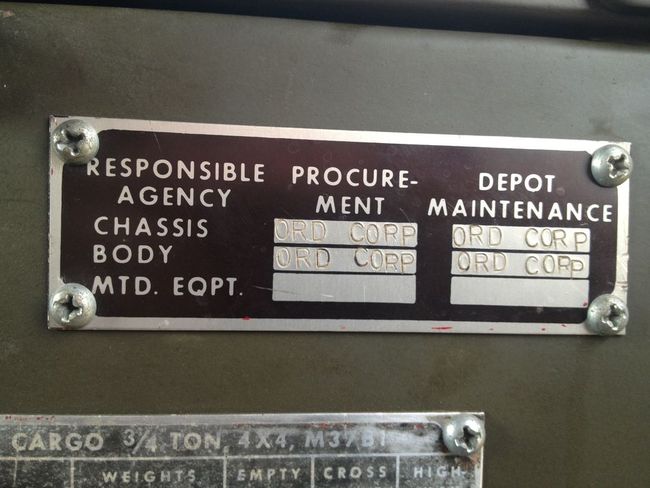 RESPONSIBLE PROCURE- DEPOT
AGENCY MENT MAINTENANCE
CHASSIS ORD CORP ORD CORP
BODY ORD CORP ORD CORP
MTD. EQPT.
CARGO 3/4 TON, 4X4, M37B1
WEIGHTS EMPTY CROSS HIGH